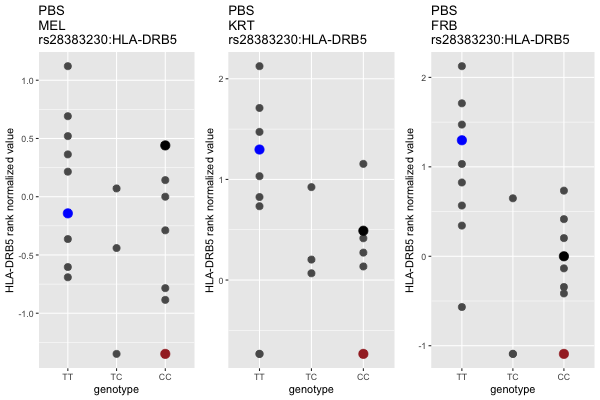 PBS
MEL
rs28383230:HLA-DRB5
HLA-DRB5 rank normalized value
1.0
0.5
0.0
-0.5
-1.0
TT TC CC
genotype
PBS
KRT
rs28383230:HLA-DRB5
HLA-DRB5 rank normalized value
2
1
0
TT TC CC
genotype
PBS
FRB
rs28383230:HLA-DRB5
HLA-DRB5 rank normalized value
2
1
0
-1
TT TC CC
genotype